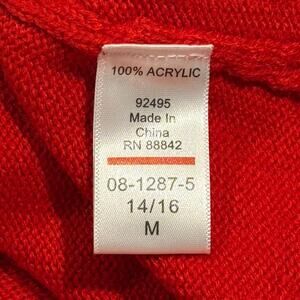 100% ACRYLIC
92495
Made In
China
RN 88842
08-1287-5
14/16
M